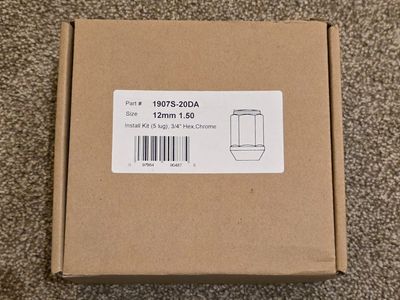 Part # 1907S-20DA
Size 12mm 1.50
Install Kit (5 lug), 3/4" Hex,Chrome